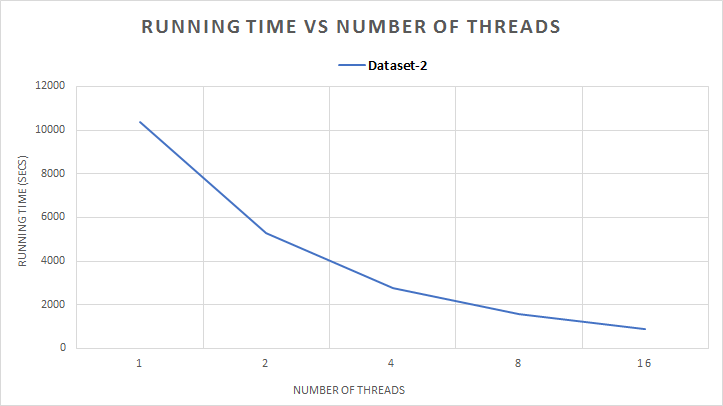 RUNNING TIME VS NUMBER OF THREADS
Dataset-2
12000
10000
8000
6000
4000
2000
0
RUNNING TIME (SECS)
1 2 4 8 16
NUMBER OF THREADS